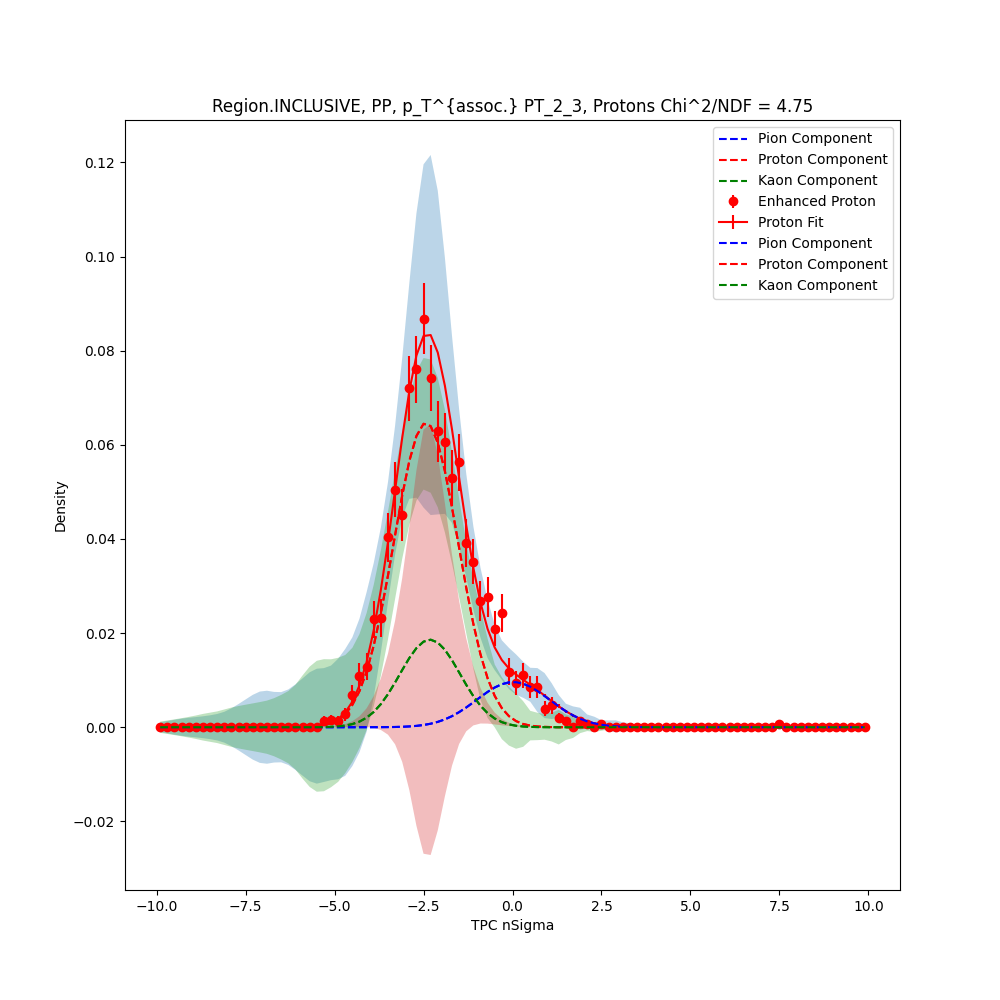 Region.INCLUSIVE, PP, p_T^{assoc.} PT_2_3, Protons Chi^2/NDF = 4.75
Pion Component
Proton Component
Kaon Component
Enhanced Proton
Proton Fit
Pion Component
Proton Component
Kaon Component
0.12
0.10
0.08
0.06
0.04
0.02
0.00
−0.02
Density
−10.0 −7.5 −5.0 −2.5 0.0 2.5 5.0 7.5 10.0
TPC nSigma